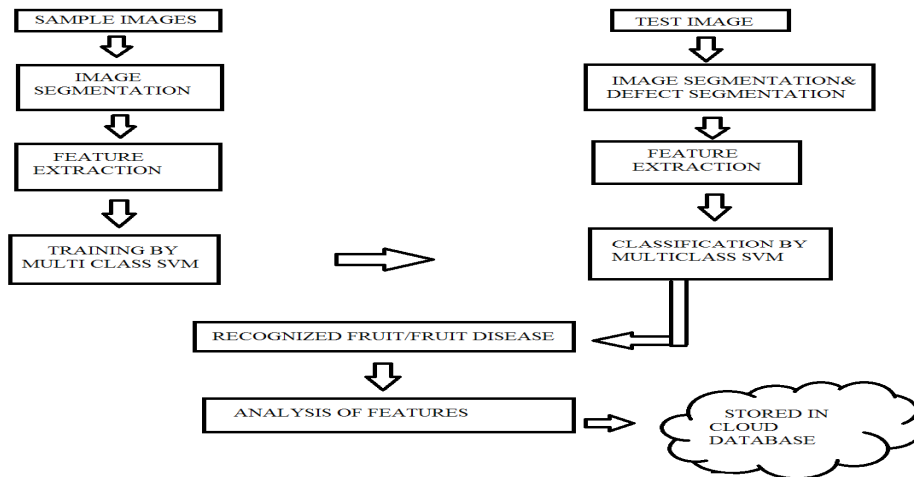 SAMPLE IMAGES
IMAGE
SEGMENTATION
FEATURE
EXTRACTION
TRAINING BY
MULTI CLASS SVM
TEST IMAGE
IMAGE SEGMENTATION&
DEFECT SEGMENTATION
FEATURE
EXTRACTION
CLASSIFICATION BY
MULTICLASS SVM
RECOGNIZED FRUIT/FRUIT DISEASE
ANALYSIS OF FEATURES
STORED IN
CLOUD
DATABASE